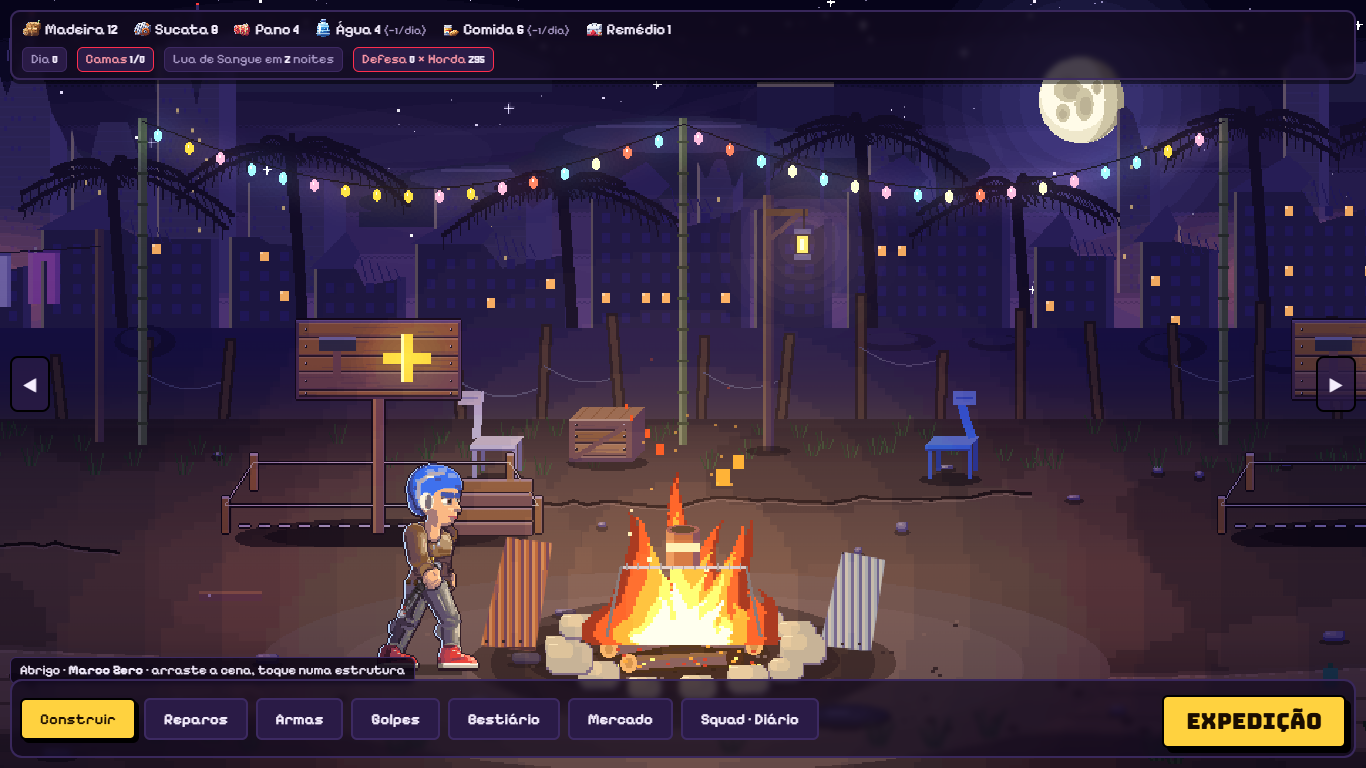 Madeira 12 Sucata 8 Pano 4 Água 4 (-1/dia) Comida 6 (-1/dia) Remédio 1
Dia 0 Camas 1/0 Lua de Sangue em 2 noites Defesa 0 × Horda 295
Abrigo · Marco Zero · arraste a cena, toque numa estrutura
Construir Reparos Armas Golpes Bestiário Mercado Squad · Diário EXPEDIÇÃO